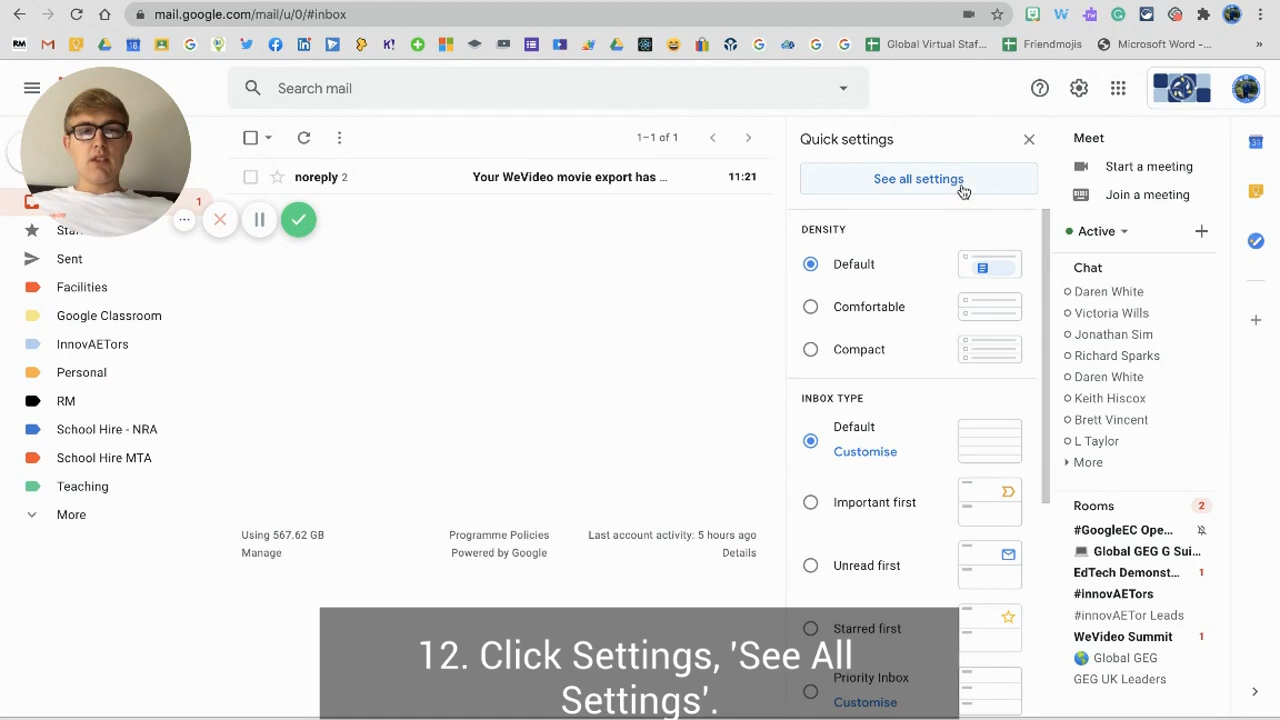 mail.google.com/mail/u/0/#inbox
Global Virtual Staf...
Friendmojis
Microsoft Word -...
Search mail
1–1 of 1
noreply 2
Your WeVideo movie export has ...
11:21
1
Sent
Facilities
Google Classroom
InnovAETors
Personal
RM
School Hire - NRA
School Hire MTA
Teaching
More
Using 567.62 GB
Manage
Programme Policies
Powered by Google
Last account activity: 5 hours ago
Details
Quick settings
See all settings
DENSITY
Default
Comfortable
Compact
INBOX TYPE
Default
Customise
Important first
Unread first
Starred first
Priority Inbox
Customise
Meet
Start a meeting
Join a meeting
Active
Chat
Daren White
Victoria Wills
Jonathan Sim
Richard Sparks
Daren White
Keith Hiscox
Brett Vincent
L Taylor
More
Rooms
2
#GoogleEC Ope...
Global GEG G Sui...
EdTech Demonst...
1
#innovAETors
#innovAETor Leads
WeVideo Summit
1
Global GEG
GEG UK Leaders
12. Click Settings, 'See All
Settings'.